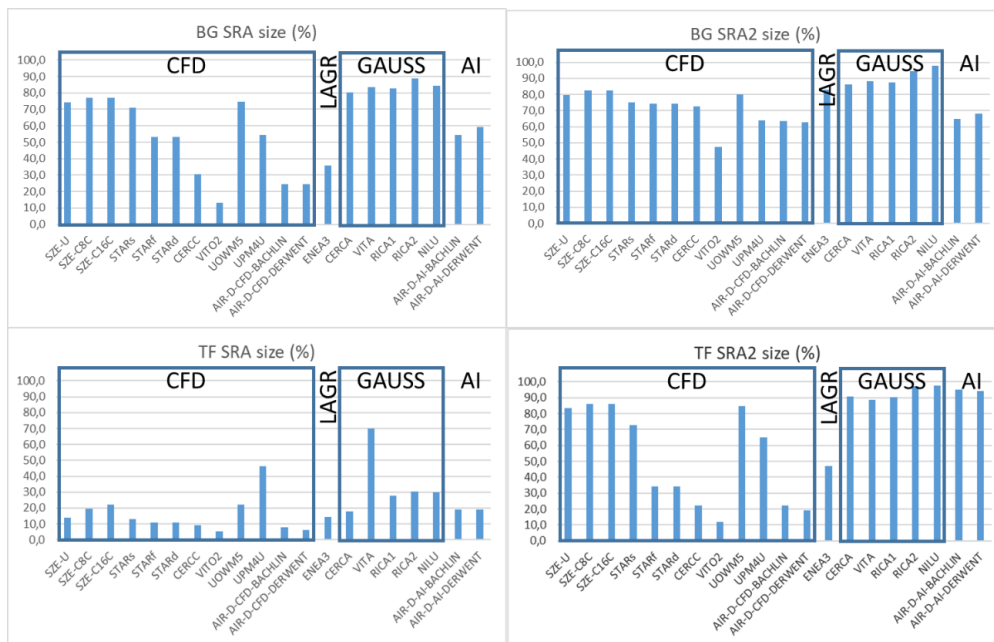 BG SRA size (%)
CFD
LAGR
GAUSS
AI
100,0
90,0
80,0
70,0
60,0
50,0
40,0
30,0
20,0
10,0
0,0
SZE-U
SZE-C8C
SZE-C16C
STARs
STARf
STARd
CERCC
VITO2
UOWM5
UPM4U
AIR-D-CFD-BACHLIN
AIR-D-CFD-DERWENT
ENEA3
CERCA
VITA
RICA1
RICA2
NILU
AIR-D-AI-BACHLIN
AIR-D-AI-DERWENT
BG SRA2 size (%)
CFD
LAGR
GAUSS
AI
100,0
90,0
80,0
70,0
60,0
50,0
40,0
30,0
20,0
10,0
0,0
SZE-U
SZE-C8C
SZE-C16C
STARs
STARf
STARd
CERCC
VITO2
UOWM5
UPM4U
AIR-D-CFD-BACHLIN
AIR-D-CFD-DERWENT
ENEA3
CERCA
VITA
RICA1
RICA2
NILU
AIR-D-AI-BACHLIN
AIR-D-AI-DERWENT
TF SRA size (%)
CFD
LAGR
GAUSS
AI
100,0
90,0
80,0
70,0
60,0
50,0
40,0
30,0
20,0
10,0
0,0
SZE-U
SZE-C8C
SZE-C16C
STARs
STARf
STARd
CERCC
VITO2
UOWM5
UPM4U
AIR-D-CFD-BACHLIN
AIR-D-CFD-DERWENT
ENEA3
CERCA
VITA
RICA1
RICA2
NILU
AIR-D-AI-BACHLIN
AIR-D-AI-DERWENT
TF SRA2 size (%)
CFD
LAGR
GAUSS
AI
100,0
90,0
80,0
70,0
60,0
50,0
40,0
30,0
20,0
10,0
0,0
SZE-U
SZE-C8C
SZE-C16C
STARs
STARf
STARd
CERCC
VITO2
UOWM5
UPM4U
AIR-D-CFD-BACHLIN
AIR-D-CFD-DERWENT
ENEA3
CERCA
VITA
RICA1
RICA2
NILU
AIR-D-AI-BACHLIN
AIR-D-AI-DERWENT